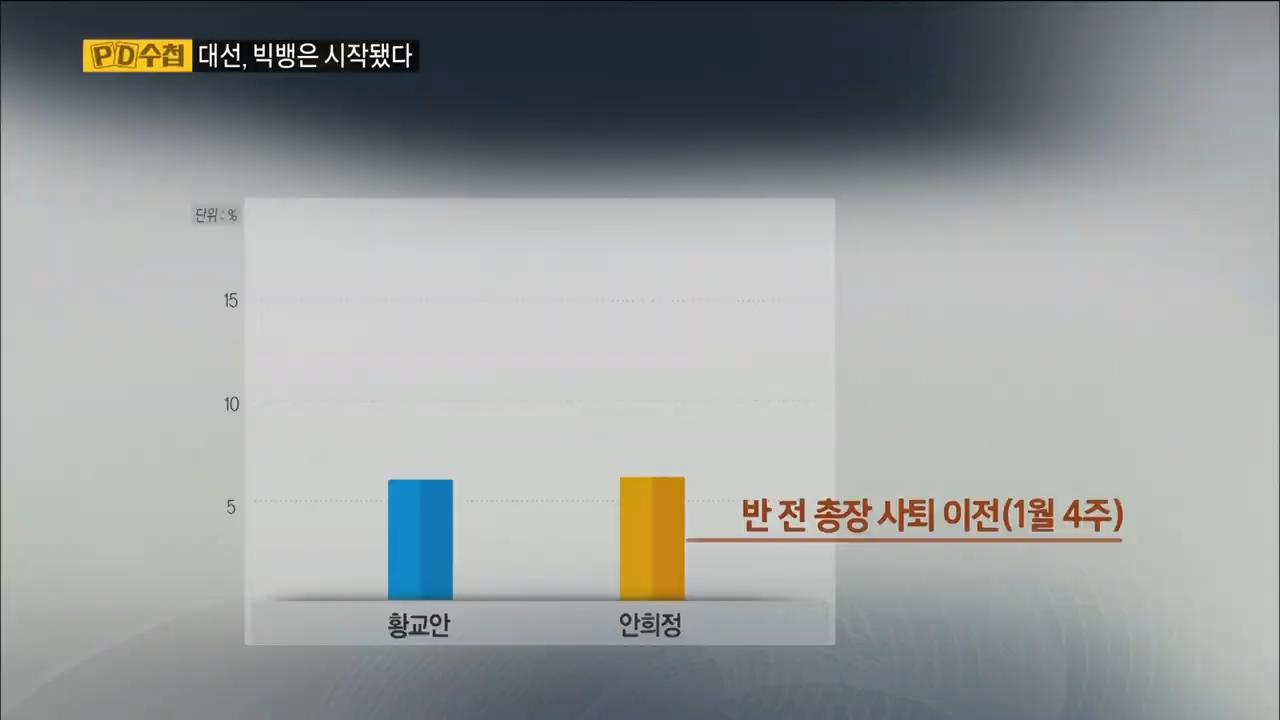 PD수첩 대선, 빅뱅은 시작됐다
단위 : %
15
10
5
반 전 총장 사퇴 이전(1월 4주)
황교안 안희정